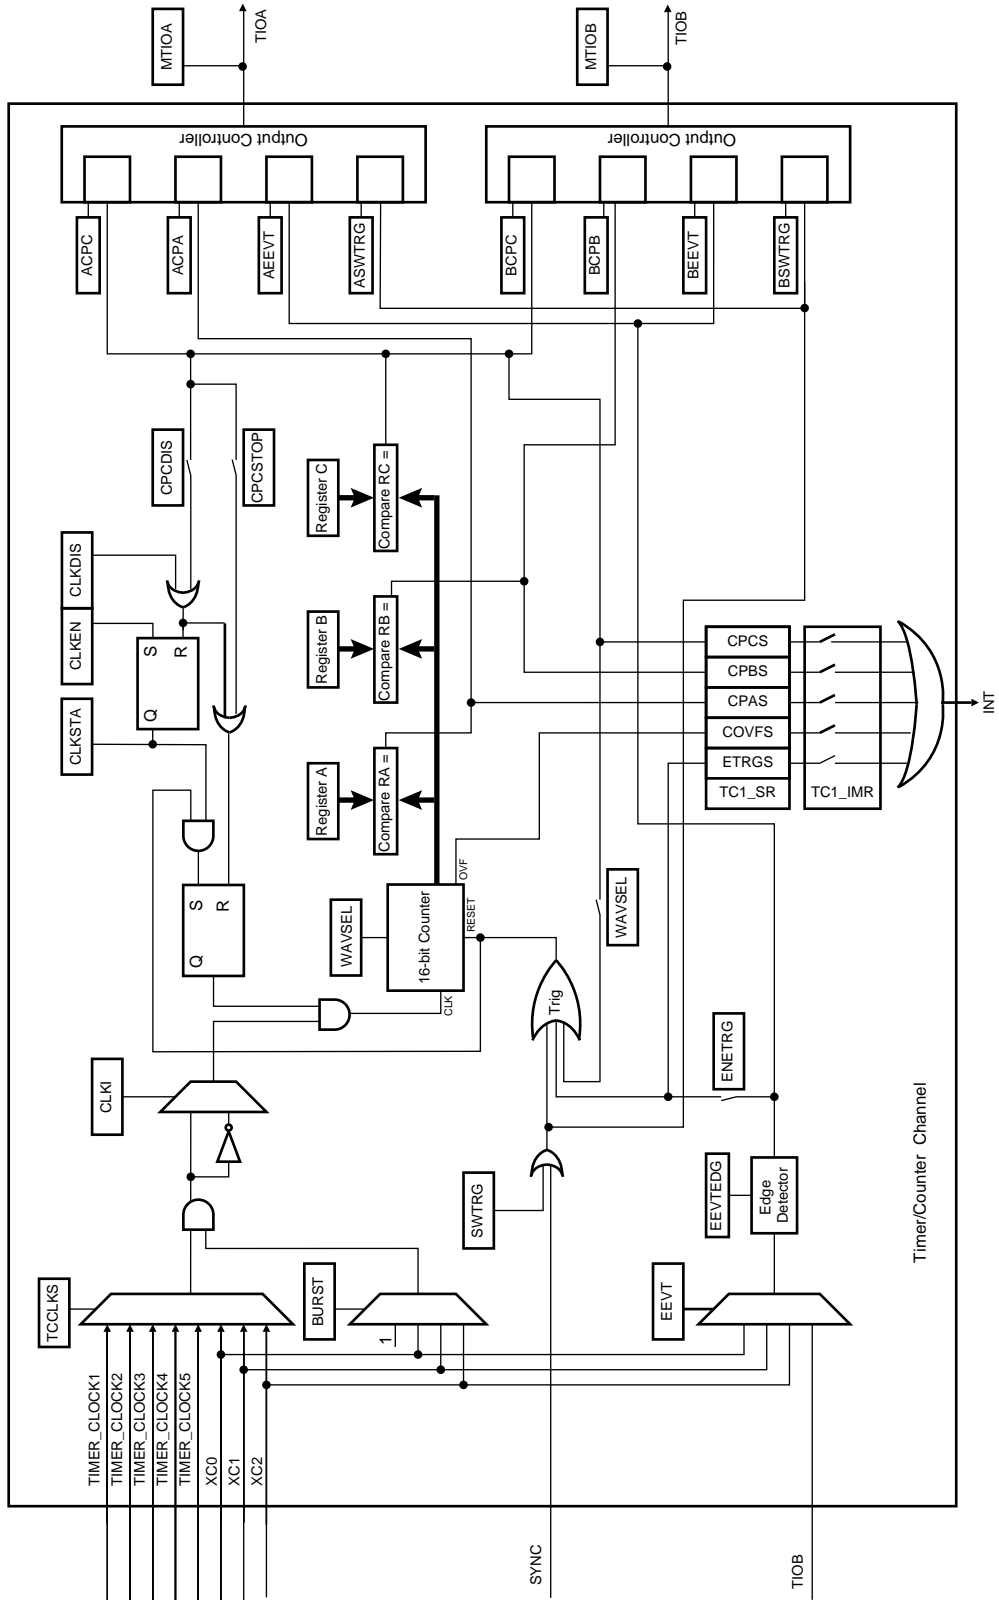 TIMER_CLOCK1
TIMER_CLOCK2
TIMER_CLOCK3
TIMER_CLOCK4
TIMER_CLOCK5
XC0
XC1
XC2
TCCLKS
CLKI
CLKSTA
CLKEN
CLKDIS
Q
S
R
Q
S
R
CPCDIS
CPCSTOP
ACPC
ACPA
AEEVT
ASWTRG
Output Controller
MTIOA
TIOA
BURST
1
WAVSEL
16-bit Counter
CLK
RESET
OVF
Register A
Compare RA =
Register B
Compare RB =
Register C
Compare RC =
SYNC
SWTRG
Trig
WAVSEL
BCPC
BCPB
BEEVT
BSWTRG
Output Controller
MTIOB
TIOB
TIOB
EEVT
EEVTEDG
Edge
Detector
ENETRG
CPCS
CPBS
CPAS
COVFS
ETRGS
TC1_SR
TC1_IMR
INT
Timer/Counter Channel